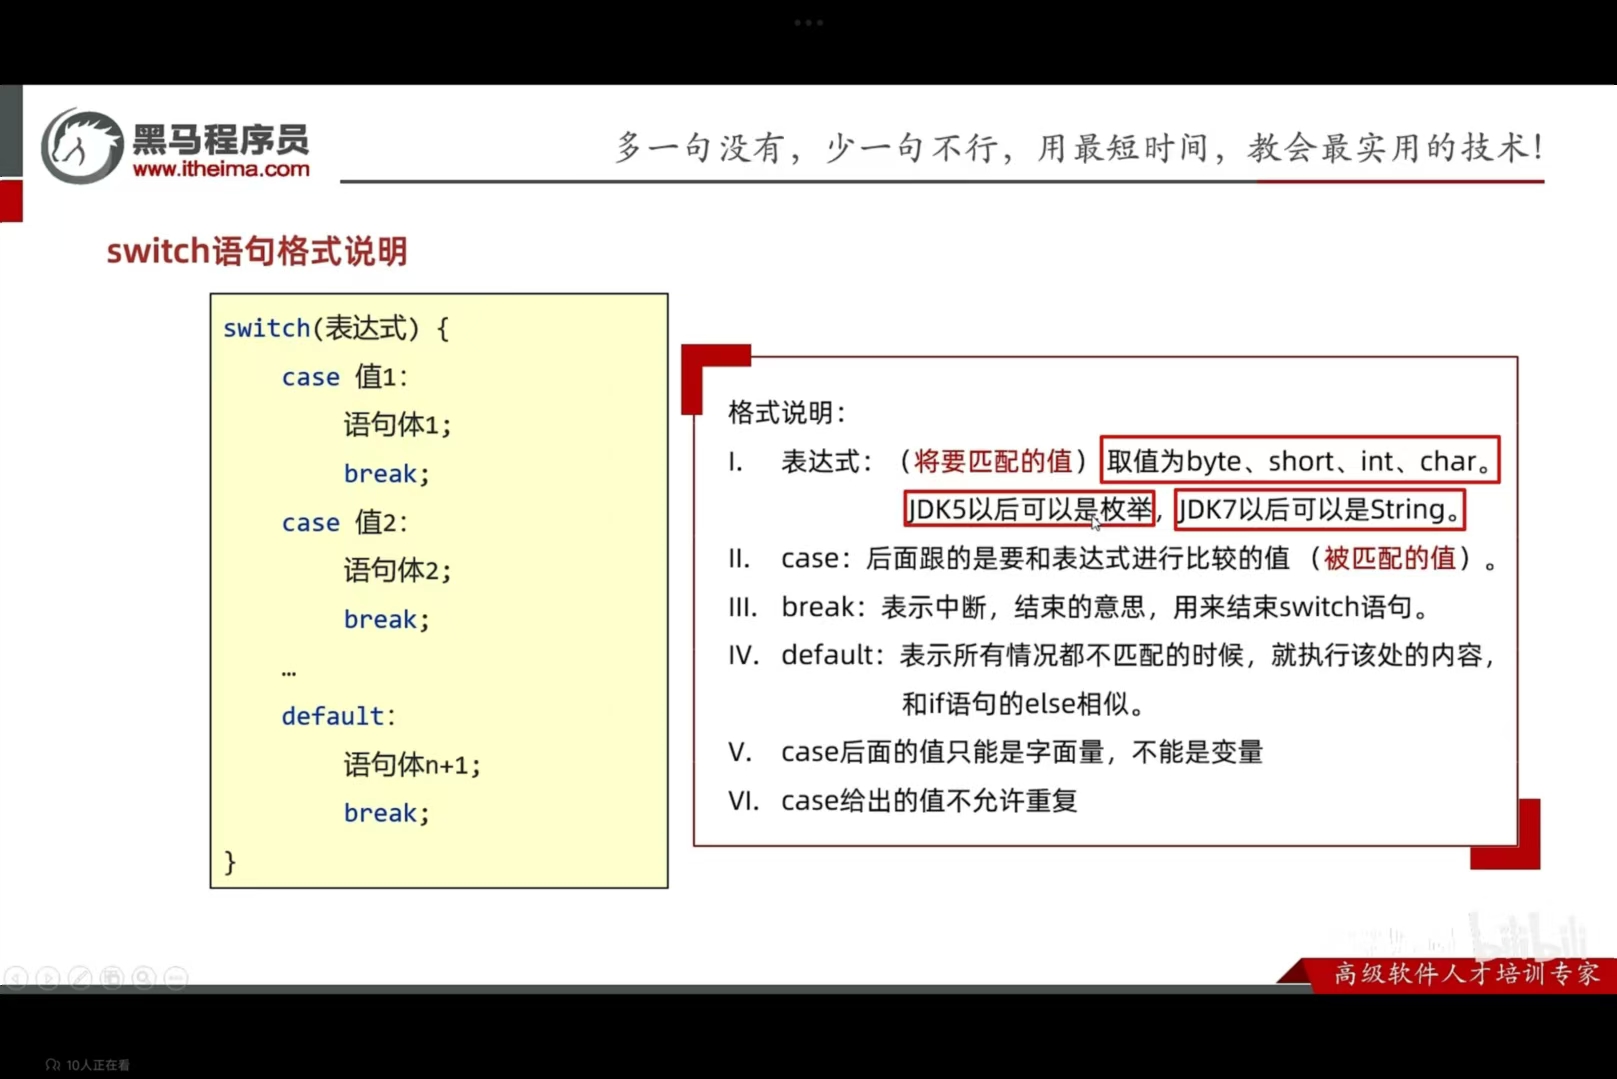 黑马程序员
www.itheima.com
多一句没有，少一句不行，用最短时间，教会最实用的技术！
switch语句格式说明
switch(表达式) {
case 值1:
语句体1;
break;
case 值2:
语句体2;
break;
…
default:
语句体n+1;
break;
}
格式说明：
I. 表达式：（将要匹配的值）取值为byte、short、int、char。
JDK5以后可以是枚举，JDK7以后可以是String。
II. case：后面跟的是要和表达式进行比较的值（被匹配的值）。
III. break：表示中断，结束的意思，用来结束switch语句。
IV. default：表示所有情况都不匹配的时候，就执行该处的内容，
和if语句的else相似。
V. case后面的值只能是字面量，不能是变量
VI. case给出的值不允许重复
bilibili
高级软件人才培训专家
10人正在看